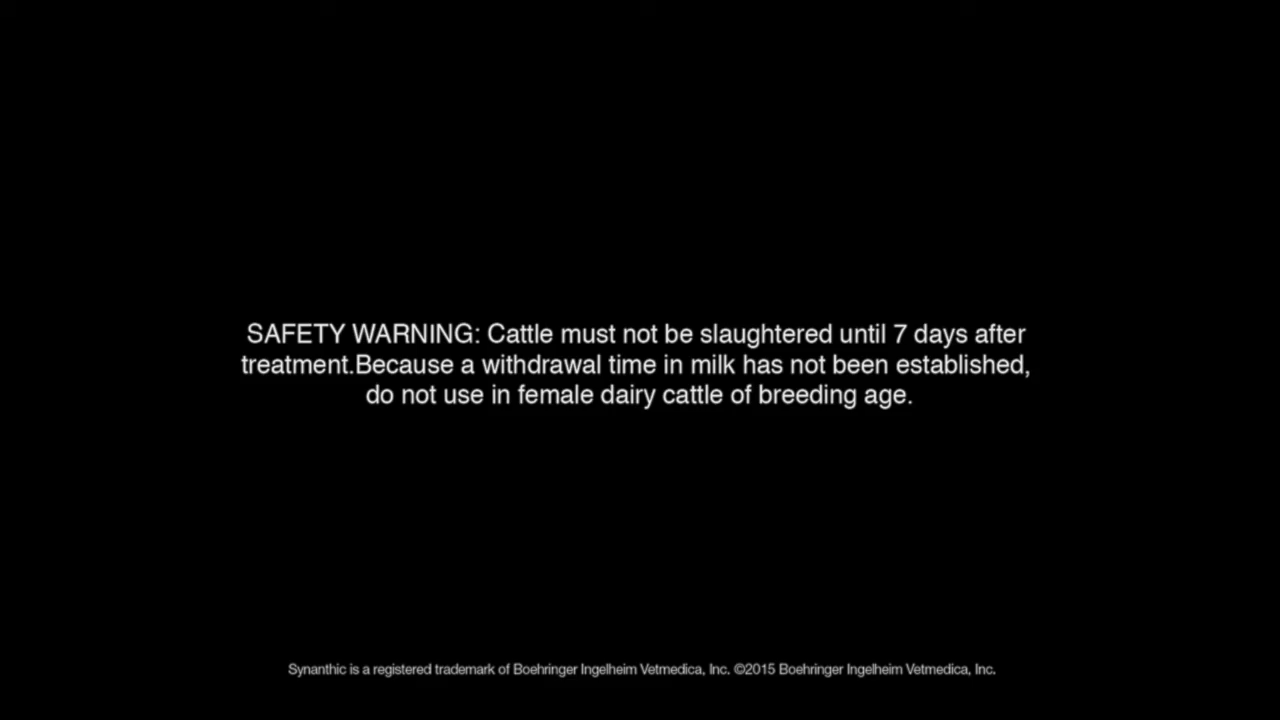 SAFETY WARNING: Cattle must not be slaughtered until 7 days after
treatment.Because a withdrawal time in milk has not been established,
do not use in female dairy cattle of breeding age.
Synanthic is a registered trademark of Boehringer Ingelheim Vetmedica, Inc. ©2015 Boehringer Ingelheim Vetmedica, Inc.